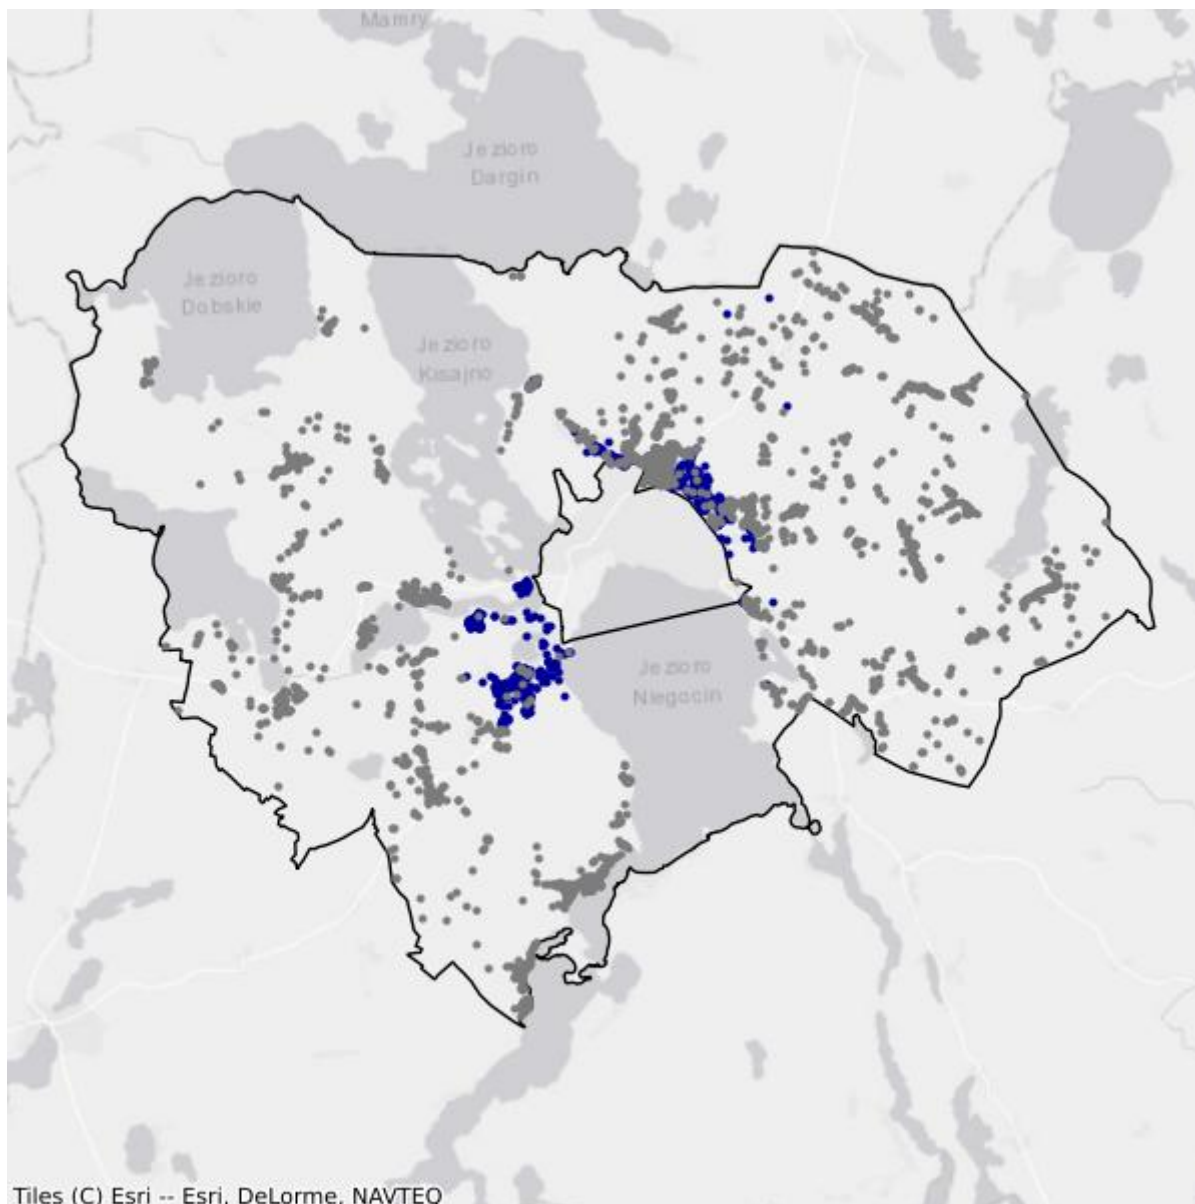 Mamry
Jezioro
Dargin
Jezioro
Dobskie
Jezioro
Kisajno
Jezioro
Niegocin
Tiles (C) Esri -- Esri, DeLorme, NAVTEQ